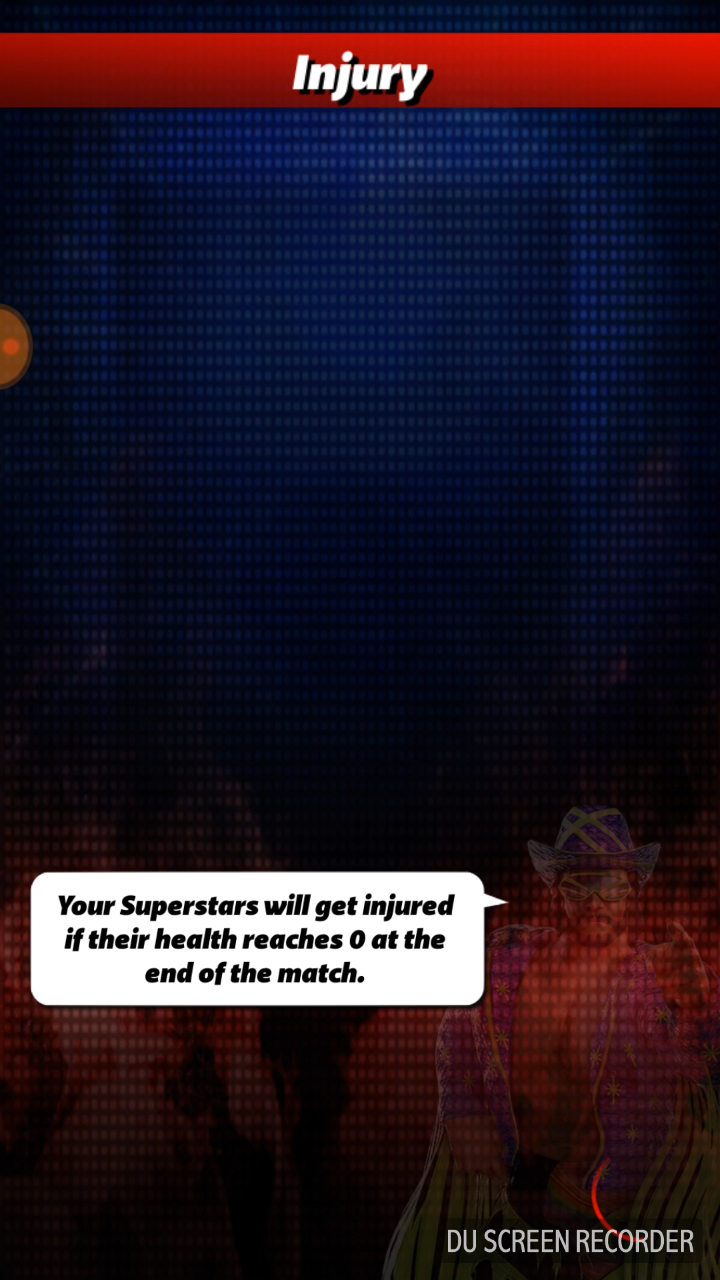 Injury
Your Superstars will get injured
if their health reaches 0 at the
end of the match.
DU SCREEN RECORDER